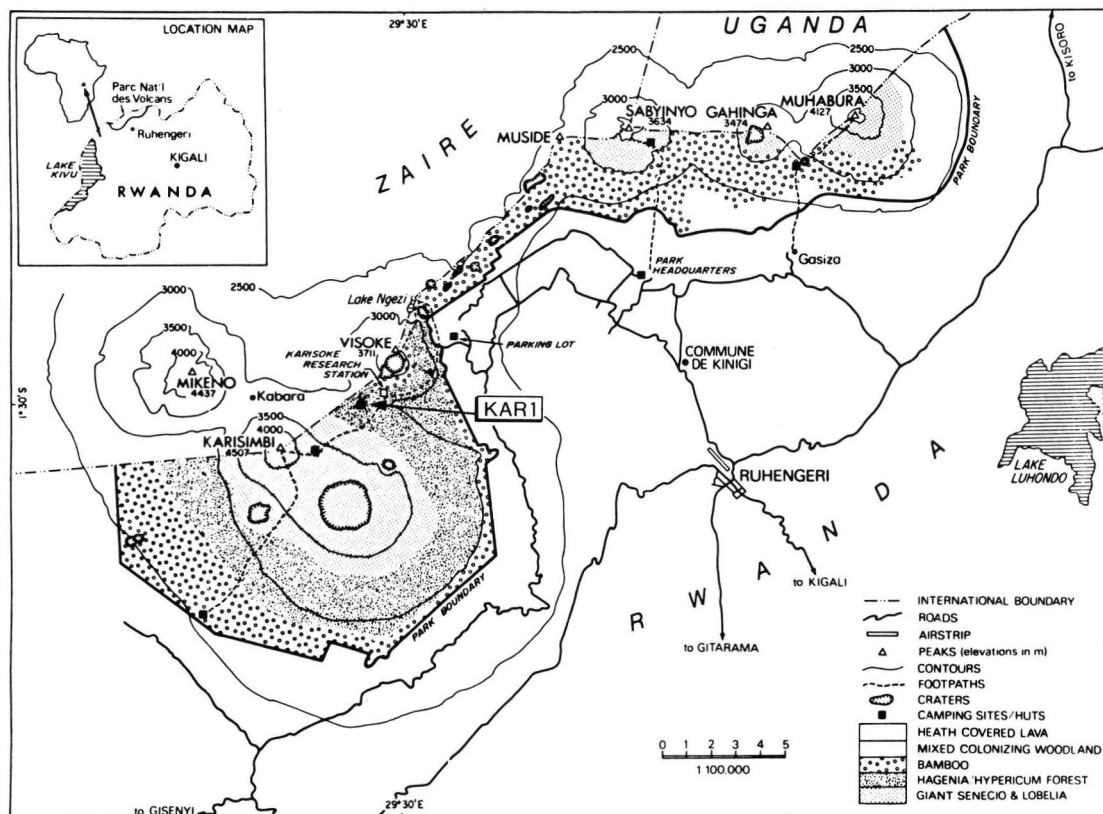 LOCATION MAP
Parc Nat'l
des Volcans
Ruhengeri
KIGALI
LAKE
KIVU
RWANDA
29°30'E
UGANDA
to KISORO
2500
2500
3000
3500
MUHABURA
4127
3000
SABYINYO
3634
GAHINGA
3474
MUSIDE
PARK BOUNDARY
ZAIRE
Gasiza
PARK
HEADQUARTERS
3000
2500
Lake Ngezi
3000
3500
4000
MIKENO
4437
VISOKE
3711
KARISOKE
RESEARCH
STATION
PARKING LOT
COMMUNE
DE KINIGI
1°30'S
Kabara
KAR1
3500
4000
KARISIMBI
4507
RUHENGERI
LAKE
LUHONDO
RWANDA
to KIGALI
PARK BOUNDARY
to GITARAMA
INTERNATIONAL BOUNDARY
ROADS
AIRSTRIP
PEAKS (elevations in m)
CONTOURS
FOOTPATHS
CRATERS
CAMPING SITES/HUTS
HEATH COVERED LAVA
MIXED COLONIZING WOODLAND
BAMBOO
HAGENIA/HYPERICUM FOREST
GIANT SENECIO & LOBELIA
0 1 2 3 4 5
1 100.000
to GISENYI
29°30'E